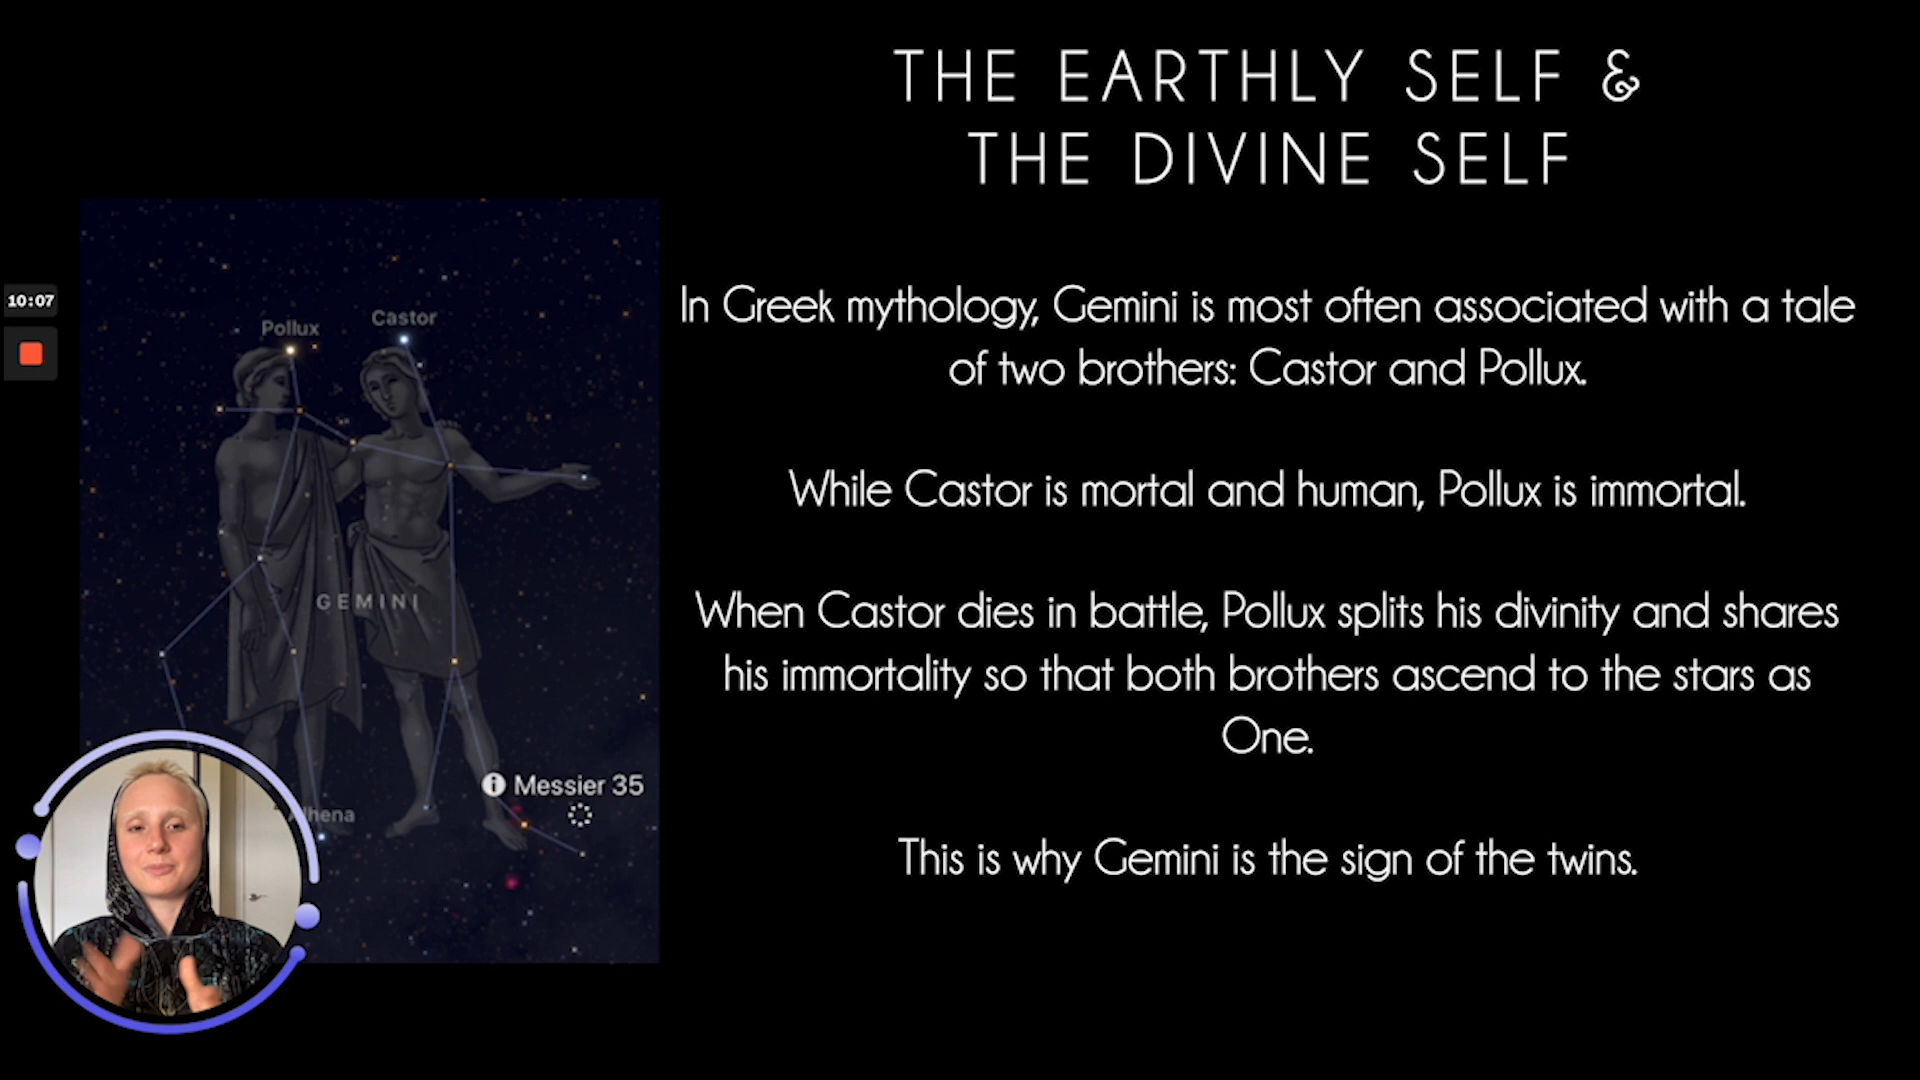 THE EARTHLY SELF &
THE DIVINE SELF
10:07
Pollux
Castor
GEMINI
Messier 35
In Greek mythology, Gemini is most often associated with a tale
of two brothers: Castor and Pollux.
While Castor is mortal and human, Pollux is immortal.
When Castor dies in battle, Pollux splits his divinity and shares
his immortality so that both brothers ascend to the stars as
One.
This is why Gemini is the sign of the twins.